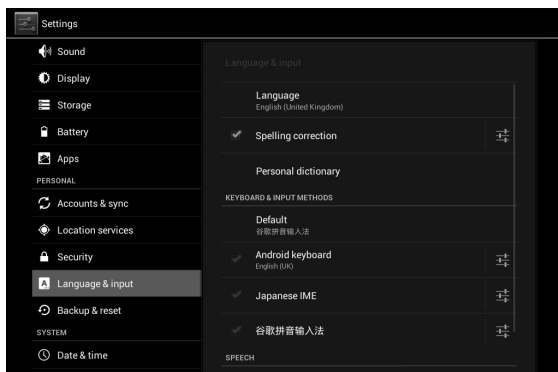 Settings
Sound
Display
Storage
Battery
Apps
PERSONAL
Accounts & sync
Location services
Security
Language & input
Backup & reset
SYSTEM
Date & time
Language & input
Language
English (United Kingdom)
Spelling correction
Personal dictionary
KEYBOARD & INPUT METHODS
Default
谷歌拼音输入法
Android keyboard
English (UK)
Japanese IME
谷歌拼音输入法
SPEECH